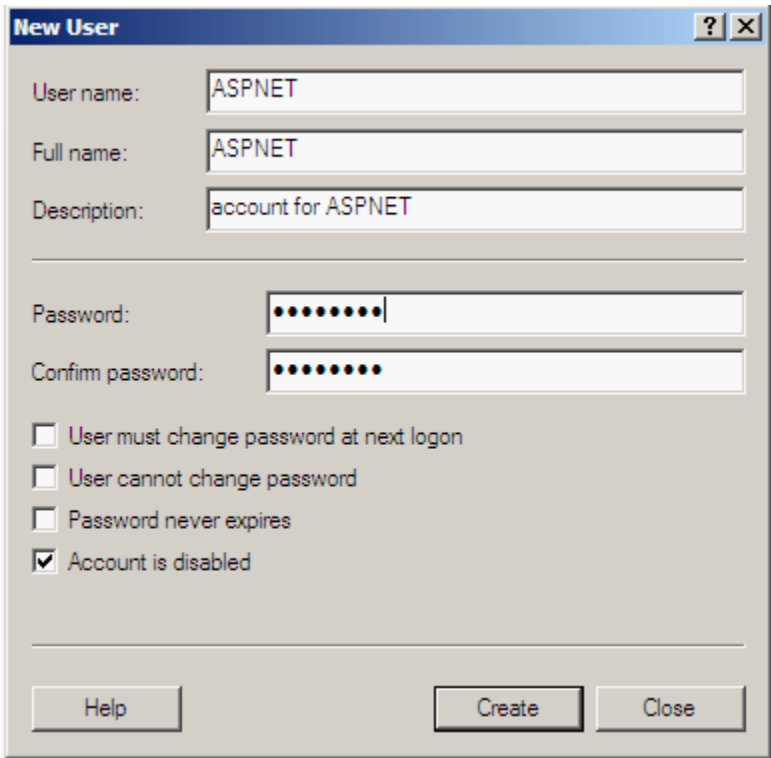 New User
User name: ASPNET
Full name: ASPNET
Description: account for ASPNET
Password: ●●●●●●●●
Confirm password: ●●●●●●●●
User must change password at next logon
User cannot change password
Password never expires
Account is disabled
Help Create Close